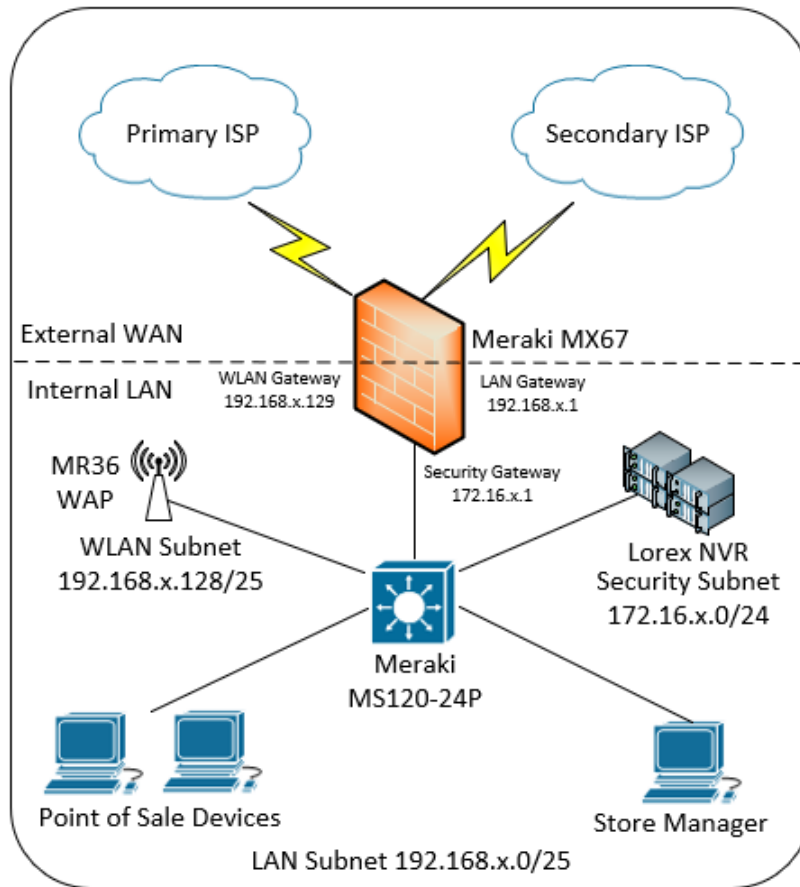 Primary ISP
Secondary ISP
External WAN
Meraki MX67
Internal LAN
WLAN Gateway
192.168.x.129
LAN Gateway
192.168.x.1
MR36
WAP
Security Gateway
172.16.x.1
WLAN Subnet
192.168.x.128/25
Lorex NVR
Security Subnet
172.16.x.0/24
Meraki
MS120-24P
Point of Sale Devices
Store Manager
LAN Subnet 192.168.x.0/25